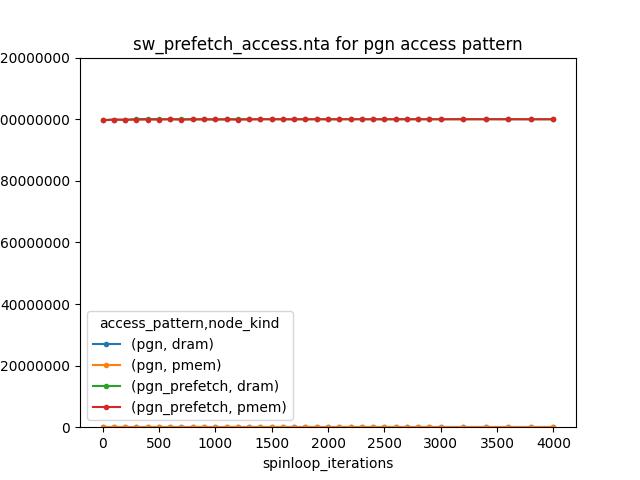 sw_prefetch_access.nta for pgn access pattern
20000000
00000000
80000000
60000000
40000000
20000000
0
access_pattern,node_kind
(pgn, dram)
(pgn, pmem)
(pgn_prefetch, dram)
(pgn_prefetch, pmem)
0 500 1000 1500 2000 2500 3000 3500 4000
spinloop_iterations